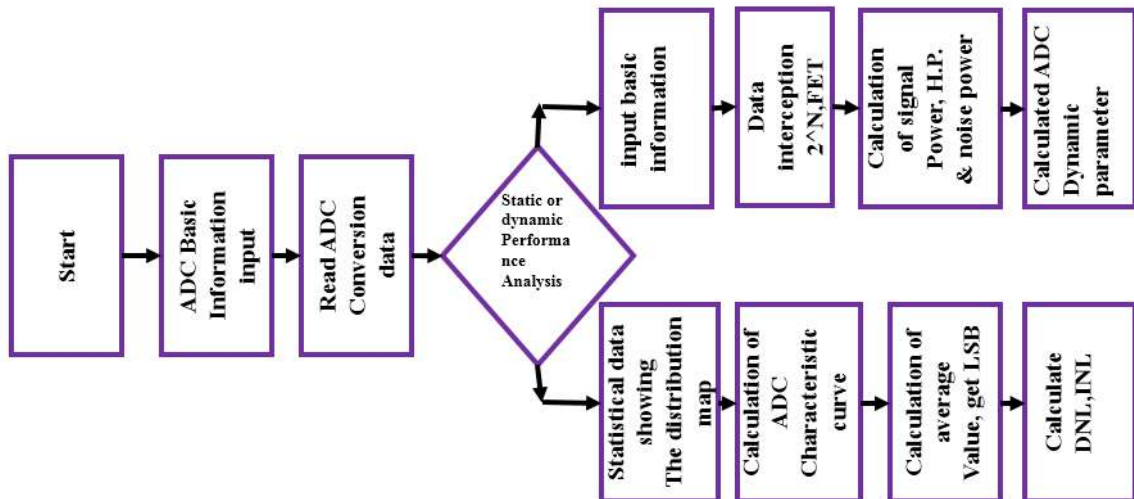 Start
ADC Basic
Information
input
Read ADC
Conversion
data
Static or
dynamic
Performa
nce
Analysis
input basic
information
Data
interception
2^N,FET
Calculation
of signal
Power, H.P.
& noise power
Calculated ADC
Dynamic
parameter
Statistical data
showing
The distribution
map
Calculation of
ADC
Characteristic
curve
Calculation of
average
Value, get LSB
Calculate
DNL,INL